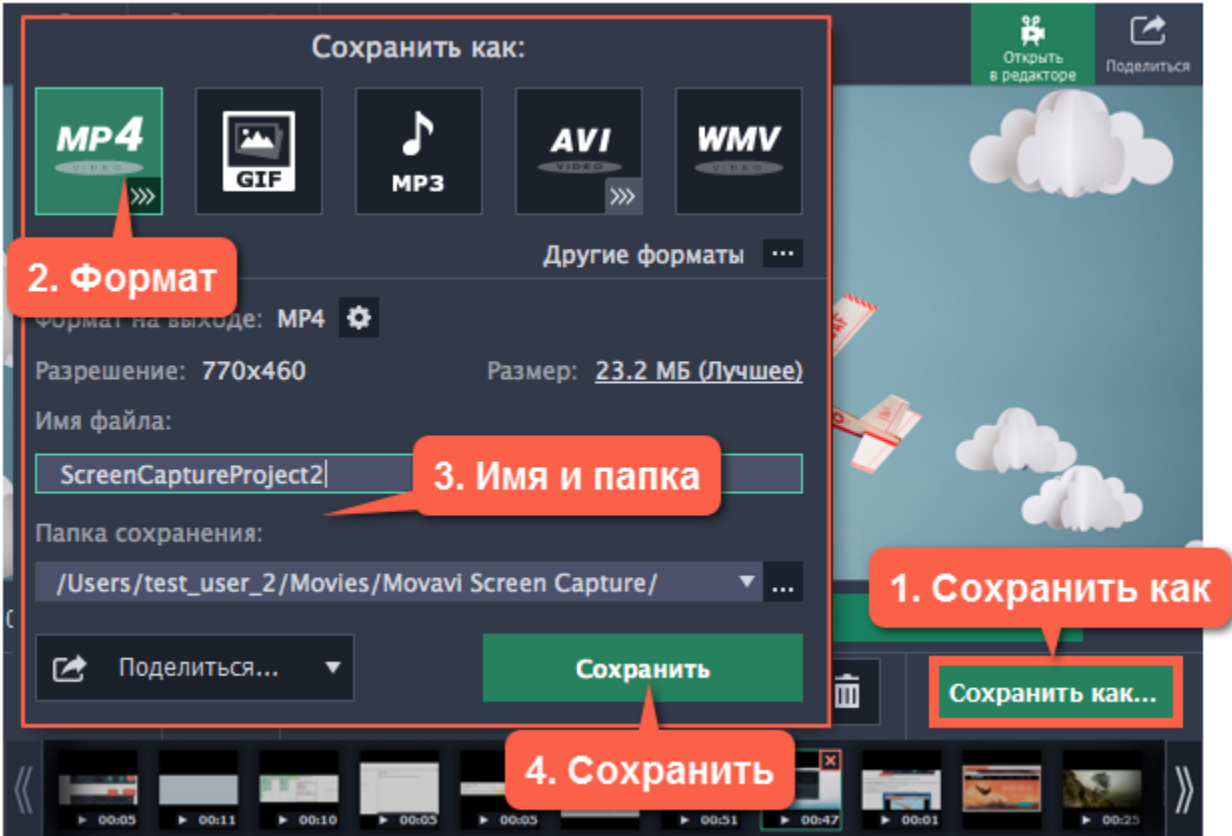 Сохранить как:
Открыть
в редакторе
Поделиться
MP4
VIDEO
GIF
MP3
AVI
VIDEO
WMV
VIDEO
Другие форматы ...
2. Формат
Формат на выходе: MP4
Разрешение: 770x460
Размер: 23.2 МБ (Лучшее)
Имя файла:
ScreenCaptureProject2
3. Имя и папка
Папка сохранения:
/Users/test_user_2/Movies/Movavi Screen Capture/
...
1. Сохранить как
Поделиться...
Сохранить
Сохранить как...
4. Сохранить
00:05
00:11
00:10
00:05
00:05
00:51
00:47
00:01
00:25